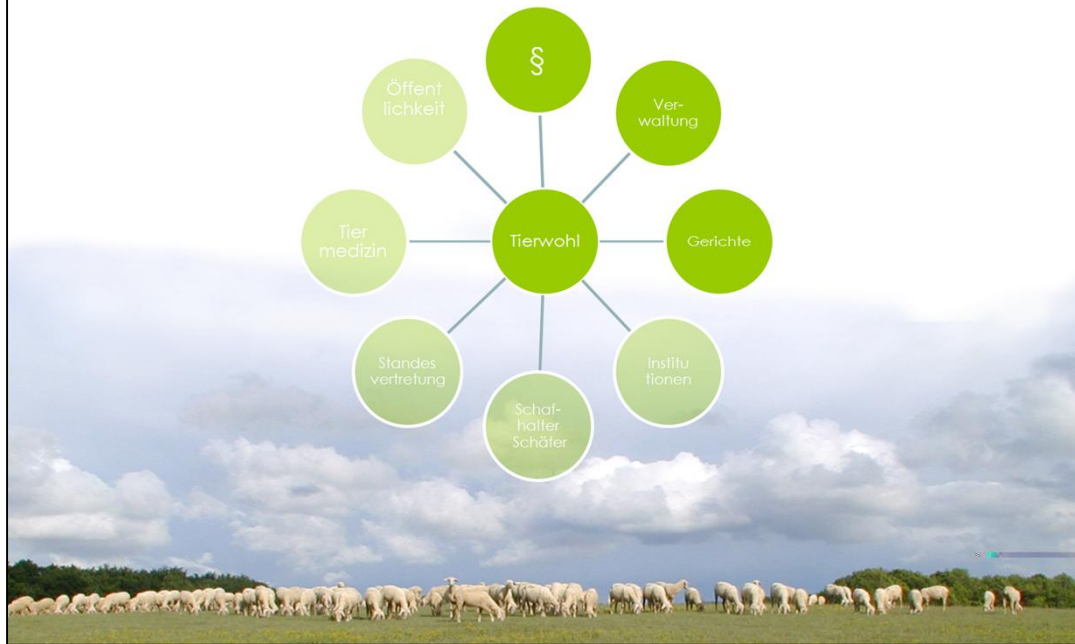 §
Ver-
waltung
Gerichte
Institu
tionen
Schaf-
halter
Schäfer
Standes
vertretung
Tier
medizin
Öffent
lichkeit
Tierwohl